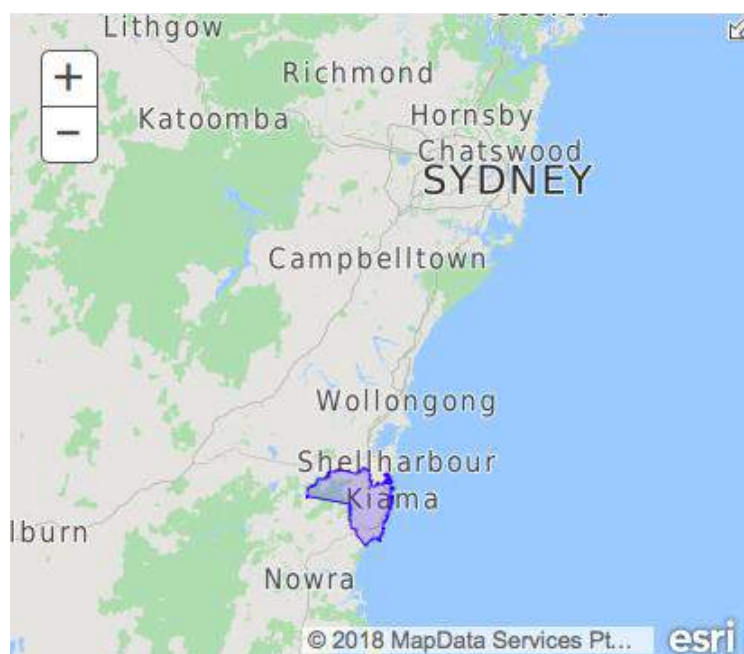 Lithgow
+
Richmond
Katoomba
−
Hornsby
Chatswood
SYDNEY
Campbelltown
Wollongong
Shellharbour
Kiama
lburn
Nowra
© 2018 MapData Services Pt...
esri